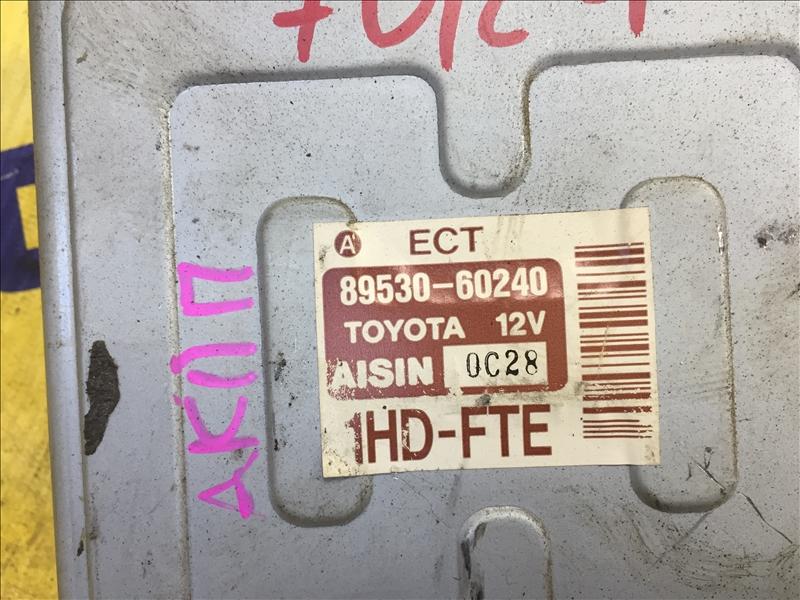 A ECT
89530-60240
TOYOTA 12V
AISIN 0C28
1HD-FTE
АКПП